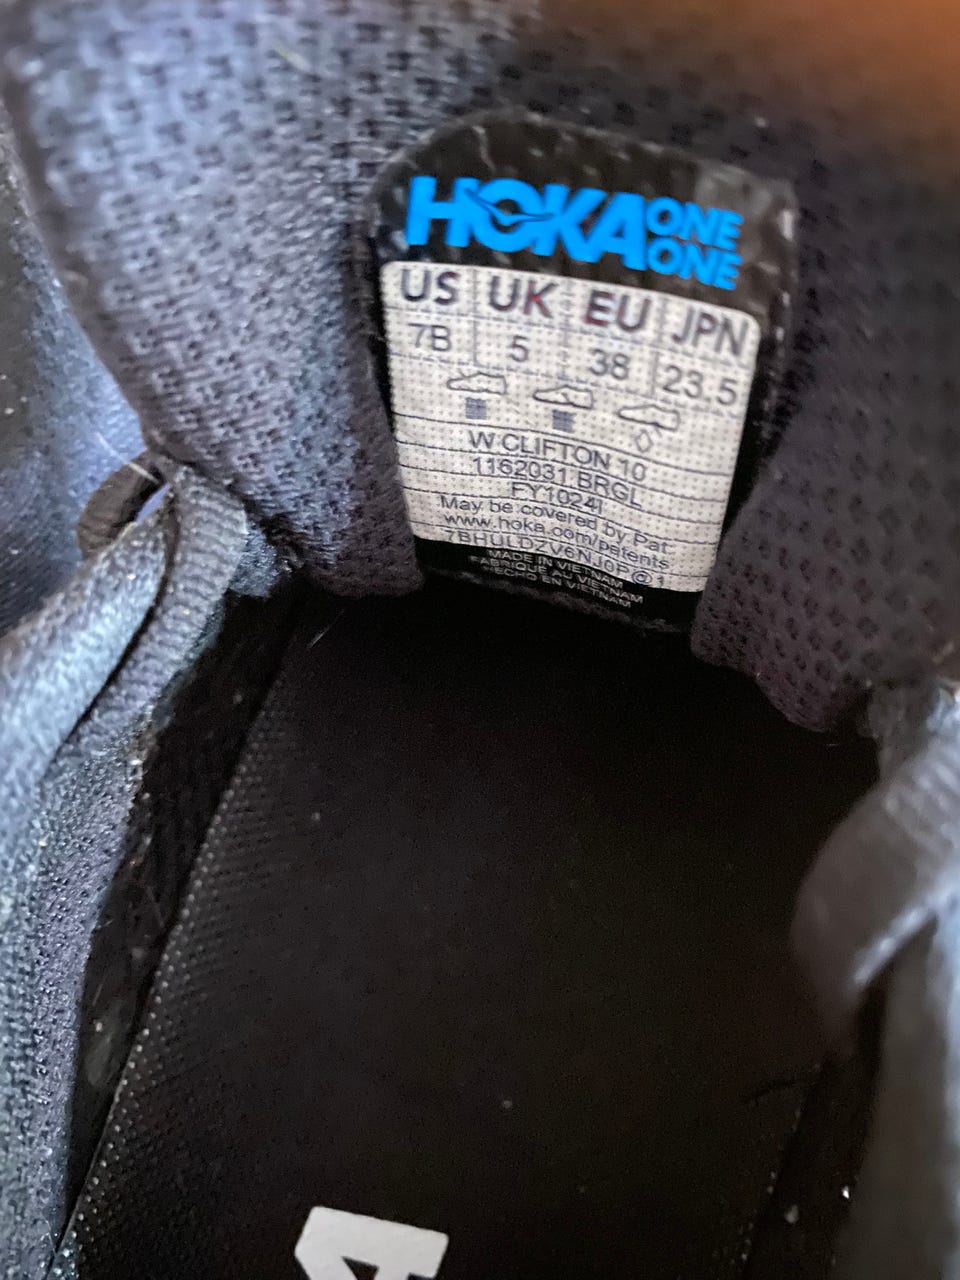 HOKA ONE ONE
US UK EU JPN
7B 5 38 23.5
W CLIFTON 10
1162031 BRGL
FY1024I
May be covered by Pat.
www.hoka.com/patents
7BHULDZV6NJ0P@1
MADE IN VIETNAM
FABRIQUE AU VIETNAM
HECHO EN VIETNAM